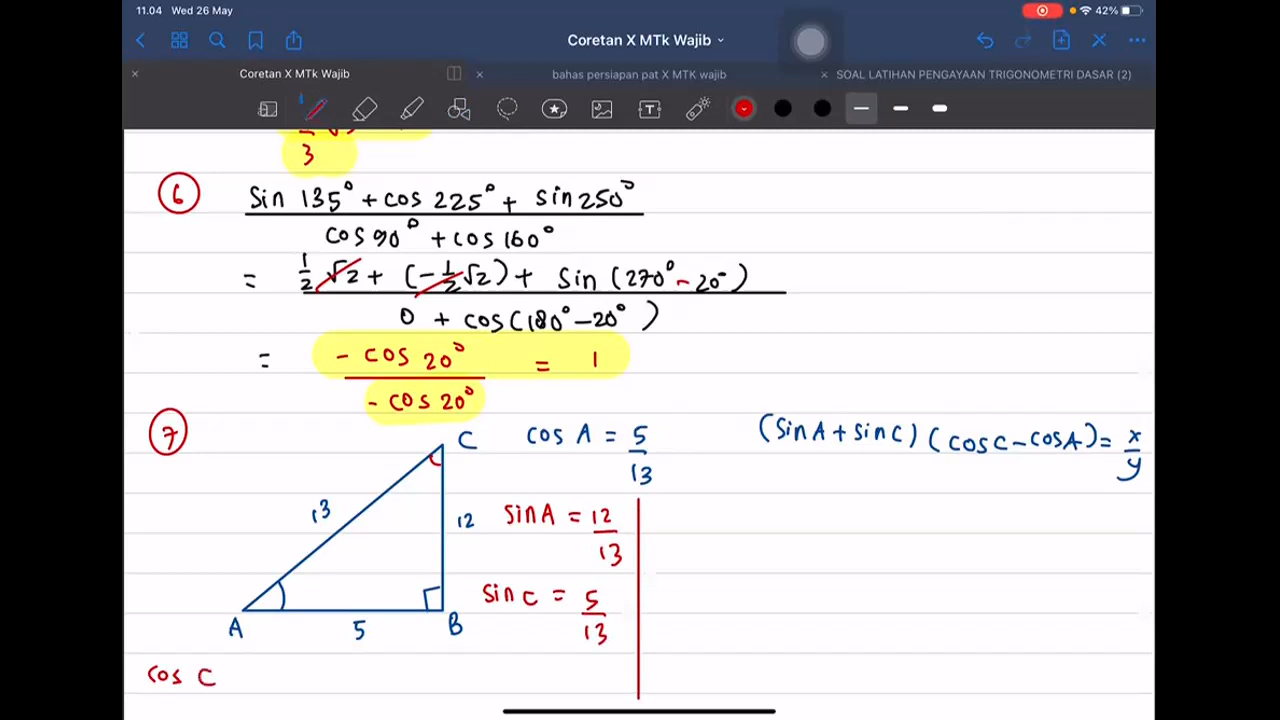 11.04 Wed 26 May
42%
Coretan X MTk Wajib
Coretan X MTk Wajib
bahas persiapan pat X MTK wajib
SOAL LATIHAN PENGAYAAN TRIGONOMETRI DASAR (2)
3
6
Sin 135° + cos 225° + sin 250°
cos 90° + cos 160°
= 1/2 √2 + (-1/2 √2) + sin (270° - 20°)
0 + cos (180° - 20°)
= - cos 20° = 1
- cos 20°
7
C
cos A = 5/13
(sin A + sin C) (cos C - cos A) = x/y
13
12
sin A = 12/13
sin C = 5/13
A
5
B
cos C